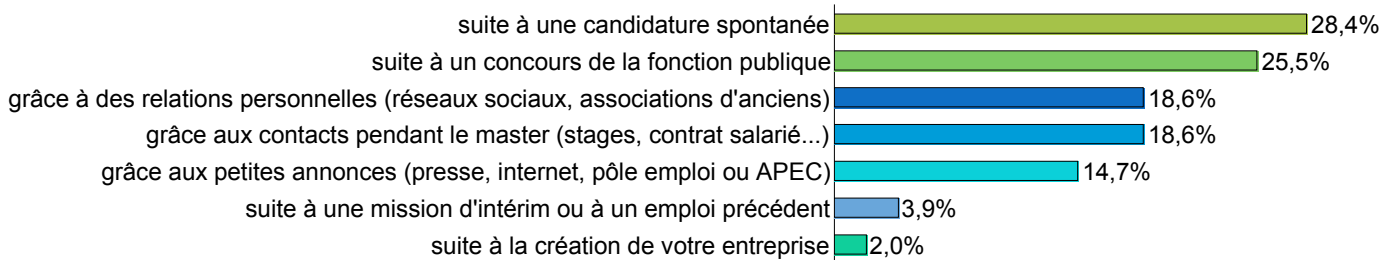 suite à une candidature spontanée 28,4%
suite à un concours de la fonction publique 25,5%
grâce à des relations personnelles (réseaux sociaux, associations d'anciens) 18,6%
grâce aux contacts pendant le master (stages, contrat salarié...) 18,6%
grâce aux petites annonces (presse, internet, pôle emploi ou APEC) 14,7%
suite à une mission d'intérim ou à un emploi précédent 3,9%
suite à la création de votre entreprise 2,0%